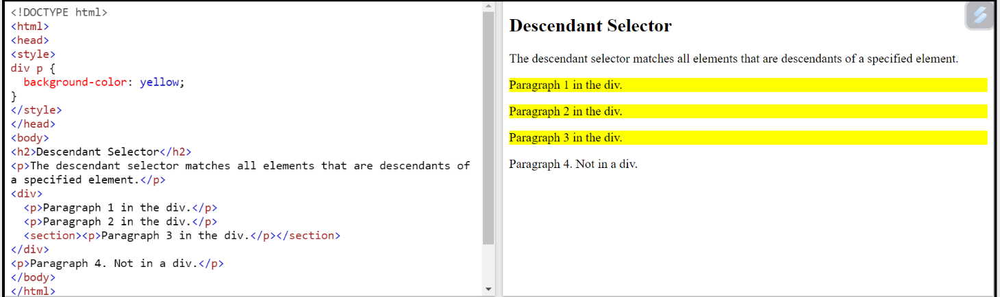 <!DOCTYPE html>
<html>
<head>
<style>
div p {
  background-color: yellow;
}
</style>
</head>
<body>
<h2>Descendant Selector</h2>
<p>The descendant selector matches all elements that are descendants of
a specified element.</p>
<div>
  <p>Paragraph 1 in the div.</p>
  <p>Paragraph 2 in the div.</p>
  <section><p>Paragraph 3 in the div.</p></section>
</div>
<p>Paragraph 4. Not in a div.</p>
</body>
</html>
Descendant Selector
The descendant selector matches all elements that are descendants of a specified element.
Paragraph 1 in the div.
Paragraph 2 in the div.
Paragraph 3 in the div.
Paragraph 4. Not in a div.